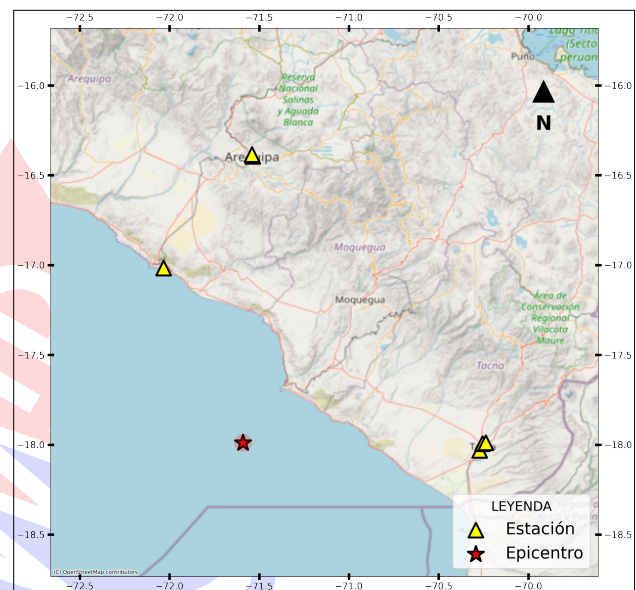 −72.5 −72.0 −71.5 −71.0 −70.5 −70.0
Puno
(Secto
peruan
Arequipa
−16.0 −16.0
Reserva
Nacional
Salinas
y Aguada
Blanca
N
Arequipa
−16.5 −16.5
Moquegua
−17.0 −17.0
Moquegua
Área de
Conservación
Regional
Vilacota
Maure
−17.5 −17.5
Tacna
−18.0 −18.0
LEYENDA
Estación
Epicentro
−18.5 −18.5
(C) OpenStreetMap contributors
−72.5 −72.0 −71.5 −71.0 −70.5 −70.0